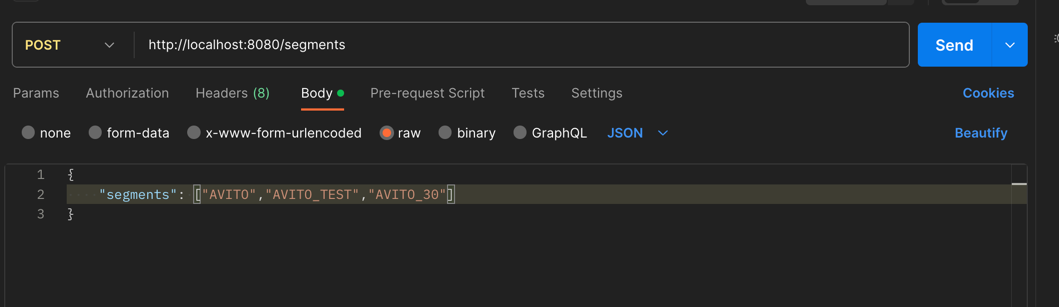 POST http://localhost:8080/segments Send
Params Authorization Headers (8) Body Pre-request Script Tests Settings Cookies
none form-data x-www-form-urlencoded raw binary GraphQL JSON Beautify
1 {
2 "segments": ["AVITO","AVITO_TEST","AVITO_30"]
3 }